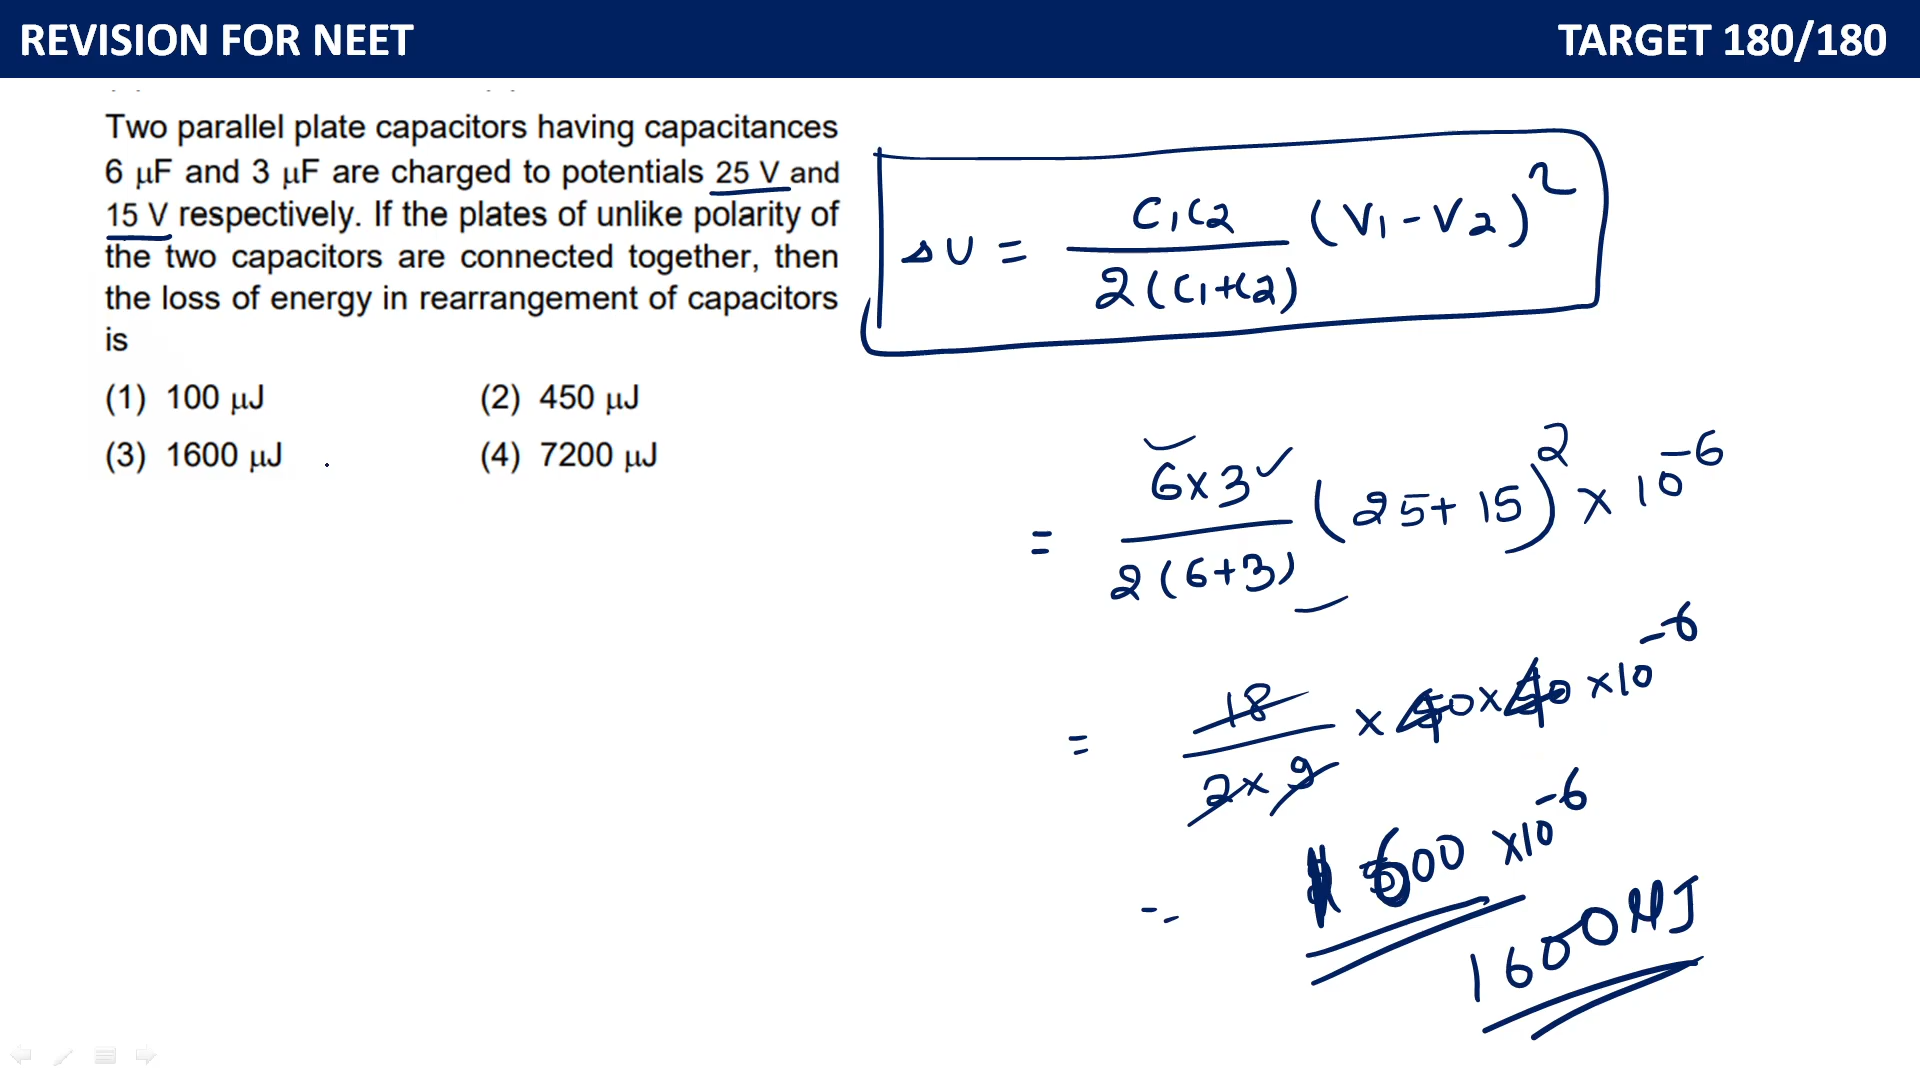 REVISION FOR NEET
TARGET 180/180
Two parallel plate capacitors having capacitances
6 μF and 3 μF are charged to potentials 25 V and
15 V respectively. If the plates of unlike polarity of
the two capacitors are connected together, then
the loss of energy in rearrangement of capacitors
is
(1) 100 μJ (2) 450 μJ
(3) 1600 μJ (4) 7200 μJ
ΔU = C₁C₂ / 2(C₁+C₂) (V₁-V₂)²
= 6×3 / 2(6+3) (25+15)² × 10⁻⁶
= 18 / 2×9 × 40×40 ×10⁻⁶
= 1600 ×10⁻⁶
1600 μJ